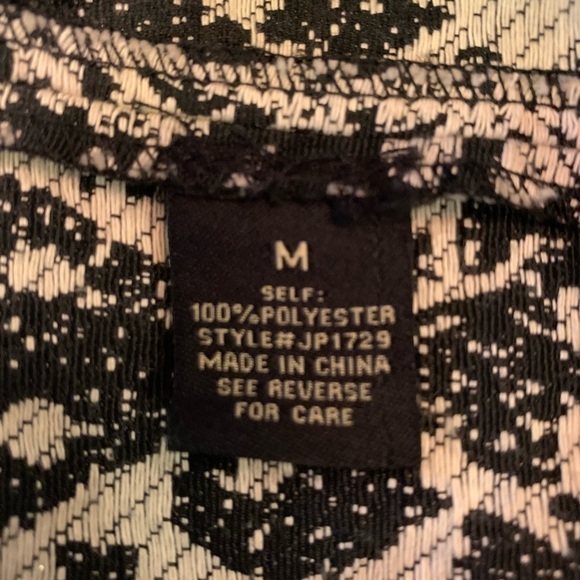 M
SELF:
100%POLYESTER
STYLE#JP1729
MADE IN CHINA
SEE REVERSE
FOR CARE